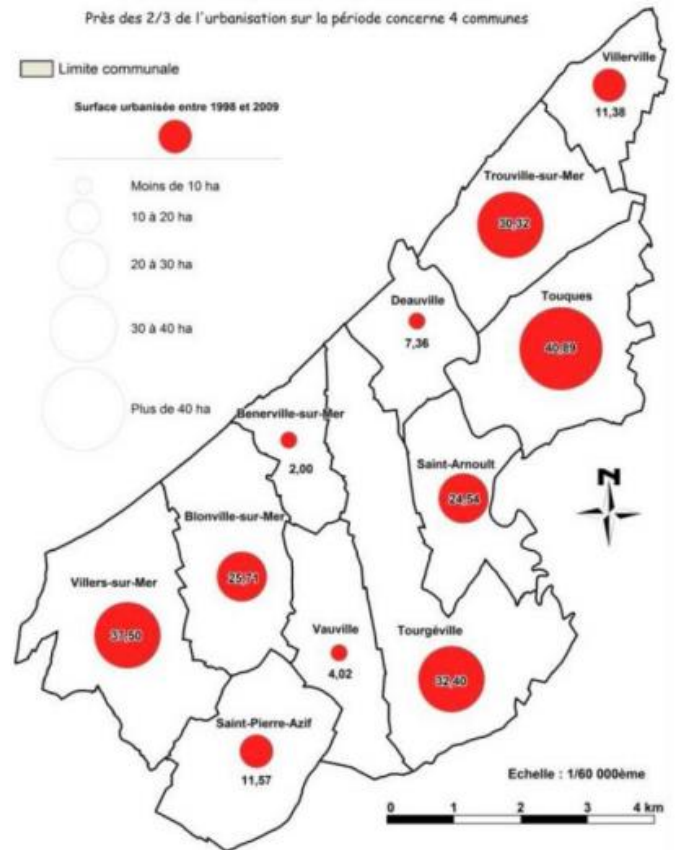 Près des 2/3 de l'urbanisation sur la période concerne 4 communes
Limite communale
Surface urbanisée entre 1998 et 2009
Moins de 10 ha
10 à 20 ha
20 à 30 ha
30 à 40 ha
Plus de 40 ha
Villerville
11,38
Trouville-sur-Mer
30,32
Deauville
7,36
Touques
40,89
Benerville-sur-Mer
2,00
Saint-Arnoult
24,54
N
Blonville-sur-Mer
25,71
Villers-sur-Mer
37,50
Vauville
4,02
Tourgéville
32,40
Saint-Pierre-Azif
11,57
Echelle : 1/60 000ème
0 1 2 3 4 km